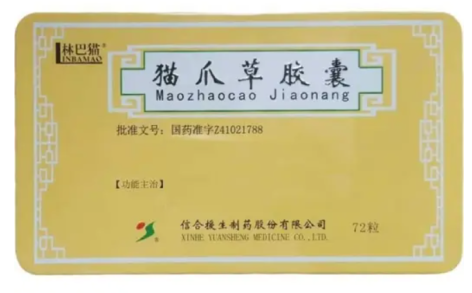 林巴猫®
LINBAMAO
猫爪草胶囊
Maozhaocao Jiaonang
批准文号：国药准字Z41021788
【功能主治】
信合援生制药股份有限公司
72粒
XINHE YUANSHENG MEDICINE CO.,LTD.